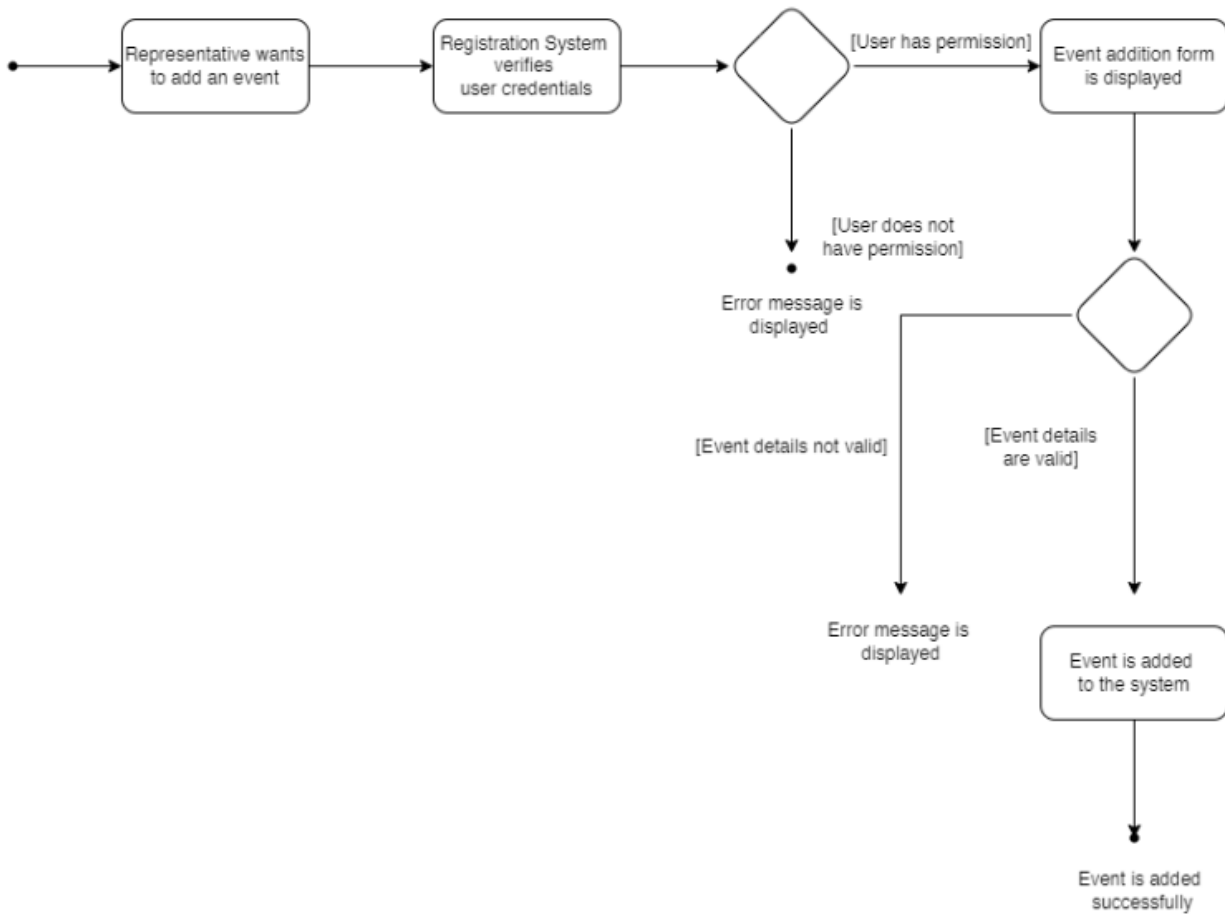 Representative wants
to add an event
Registration System
verifies
user credentials
[User has permission]
Event addition form
is displayed
[User does not
have permission]
Error message is
displayed
[Event details not valid]
[Event details
are valid]
Error message is
displayed
Event is added
to the system
Event is added
successfully